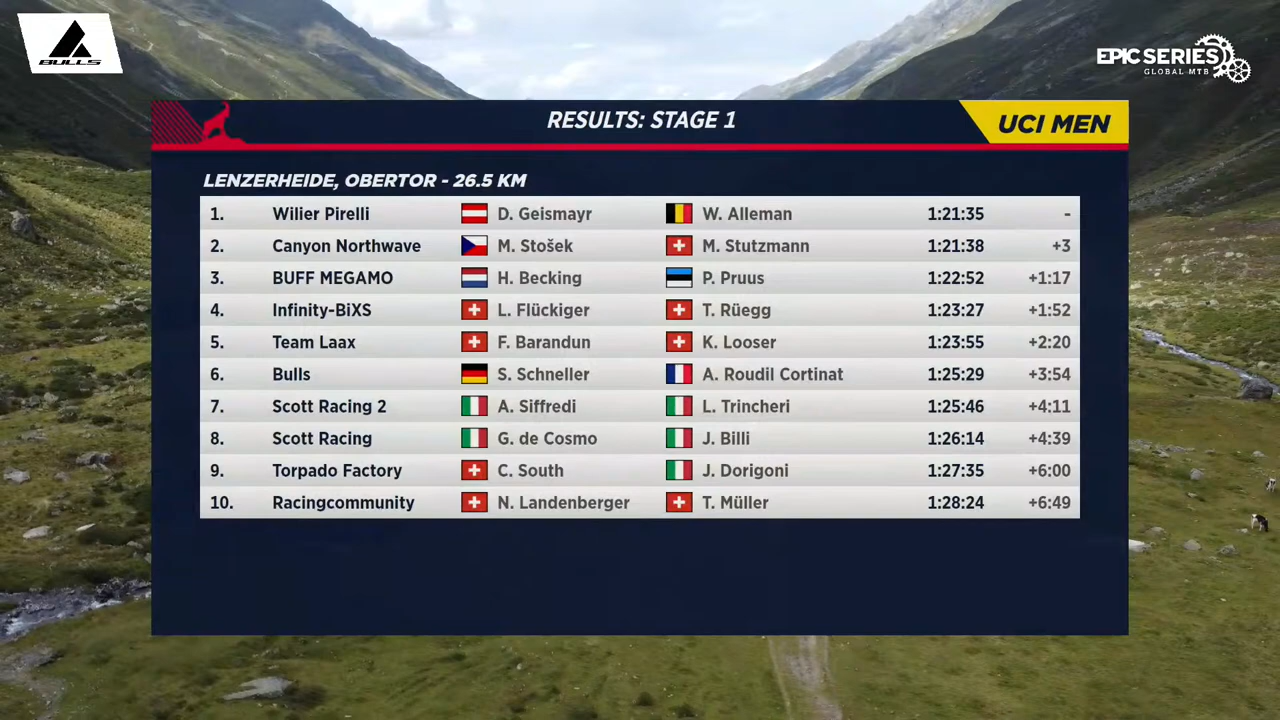 BULLS
EPIC SERIES
GLOBAL MTB
RESULTS: STAGE 1
UCI MEN
LENZERHEIDE, OBERTOR - 26.5 KM
1. Wilier Pirelli D. Geismayr W. Alleman 1:21:35 -
2. Canyon Northwave M. Stošek M. Stutzmann 1:21:38 +3
3. BUFF MEGAMO H. Becking P. Pruus 1:22:52 +1:17
4. Infinity-BiXS L. Flückiger T. Rüegg 1:23:27 +1:52
5. Team Laax F. Barandun K. Looser 1:23:55 +2:20
6. Bulls S. Schneller A. Roudil Cortinat 1:25:29 +3:54
7. Scott Racing 2 A. Siffredi L. Trincheri 1:25:46 +4:11
8. Scott Racing G. de Cosmo J. Billi 1:26:14 +4:39
9. Torpado Factory C. South J. Dorigoni 1:27:35 +6:00
10. Racingcommunity N. Landenberger T. Müller 1:28:24 +6:49